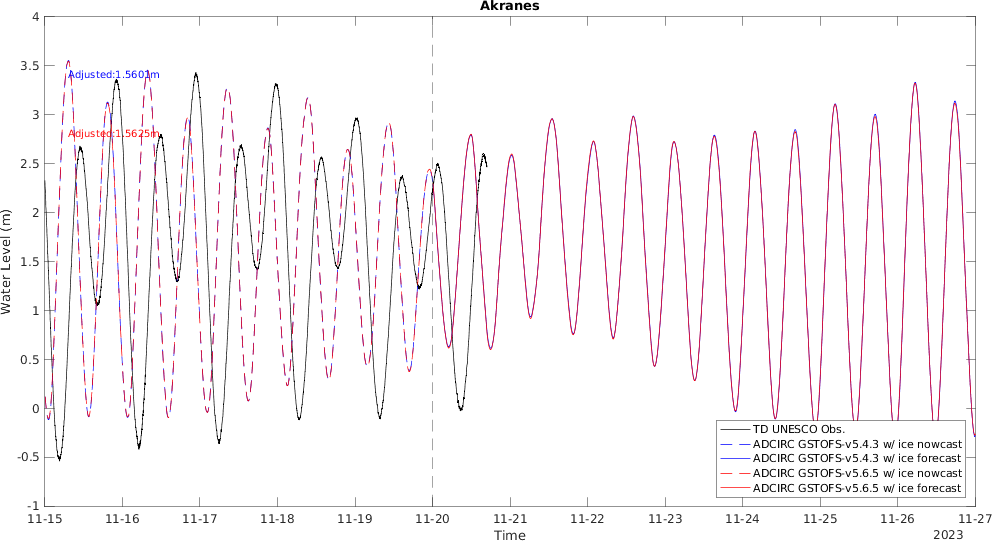 Akranes
4
3.5
3
2.5
2
1.5
1
0.5
0
-0.5
-1
Water Level (m)
Adjusted:1.5601m
Adjusted:1.5625m
TD UNESCO Obs.
ADCIRC GSTOFS-v5.4.3 w/ ice nowcast
ADCIRC GSTOFS-v5.4.3 w/ ice forecast
ADCIRC GSTOFS-v5.6.5 w/ ice nowcast
ADCIRC GSTOFS-v5.6.5 w/ ice forecast
11-15 11-16 11-17 11-18 11-19 11-20 11-21 11-22 11-23 11-24 11-25 11-26 11-27
Time
2023